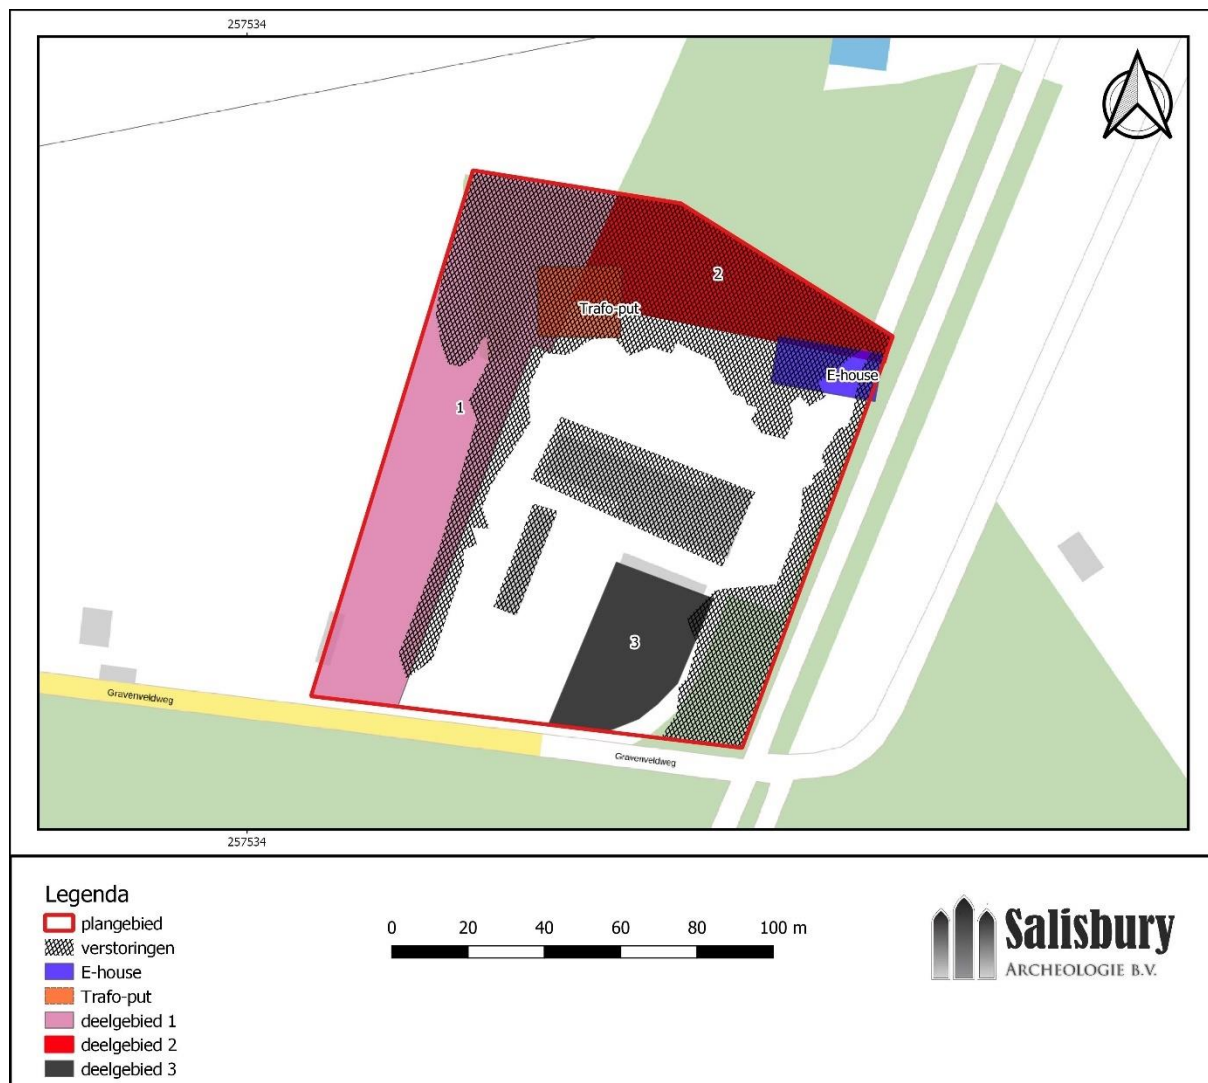 257534
2
Trafo-put
E-house
1
3
Gravenveldweg
Gravenveldweg
257534
Legenda
plangebied
verstoringen
E-house
Trafo-put
deelgebied 1
deelgebied 2
deelgebied 3
0 20 40 60 80 100 m
Salisbury
ARCHEOLOGIE B.V.